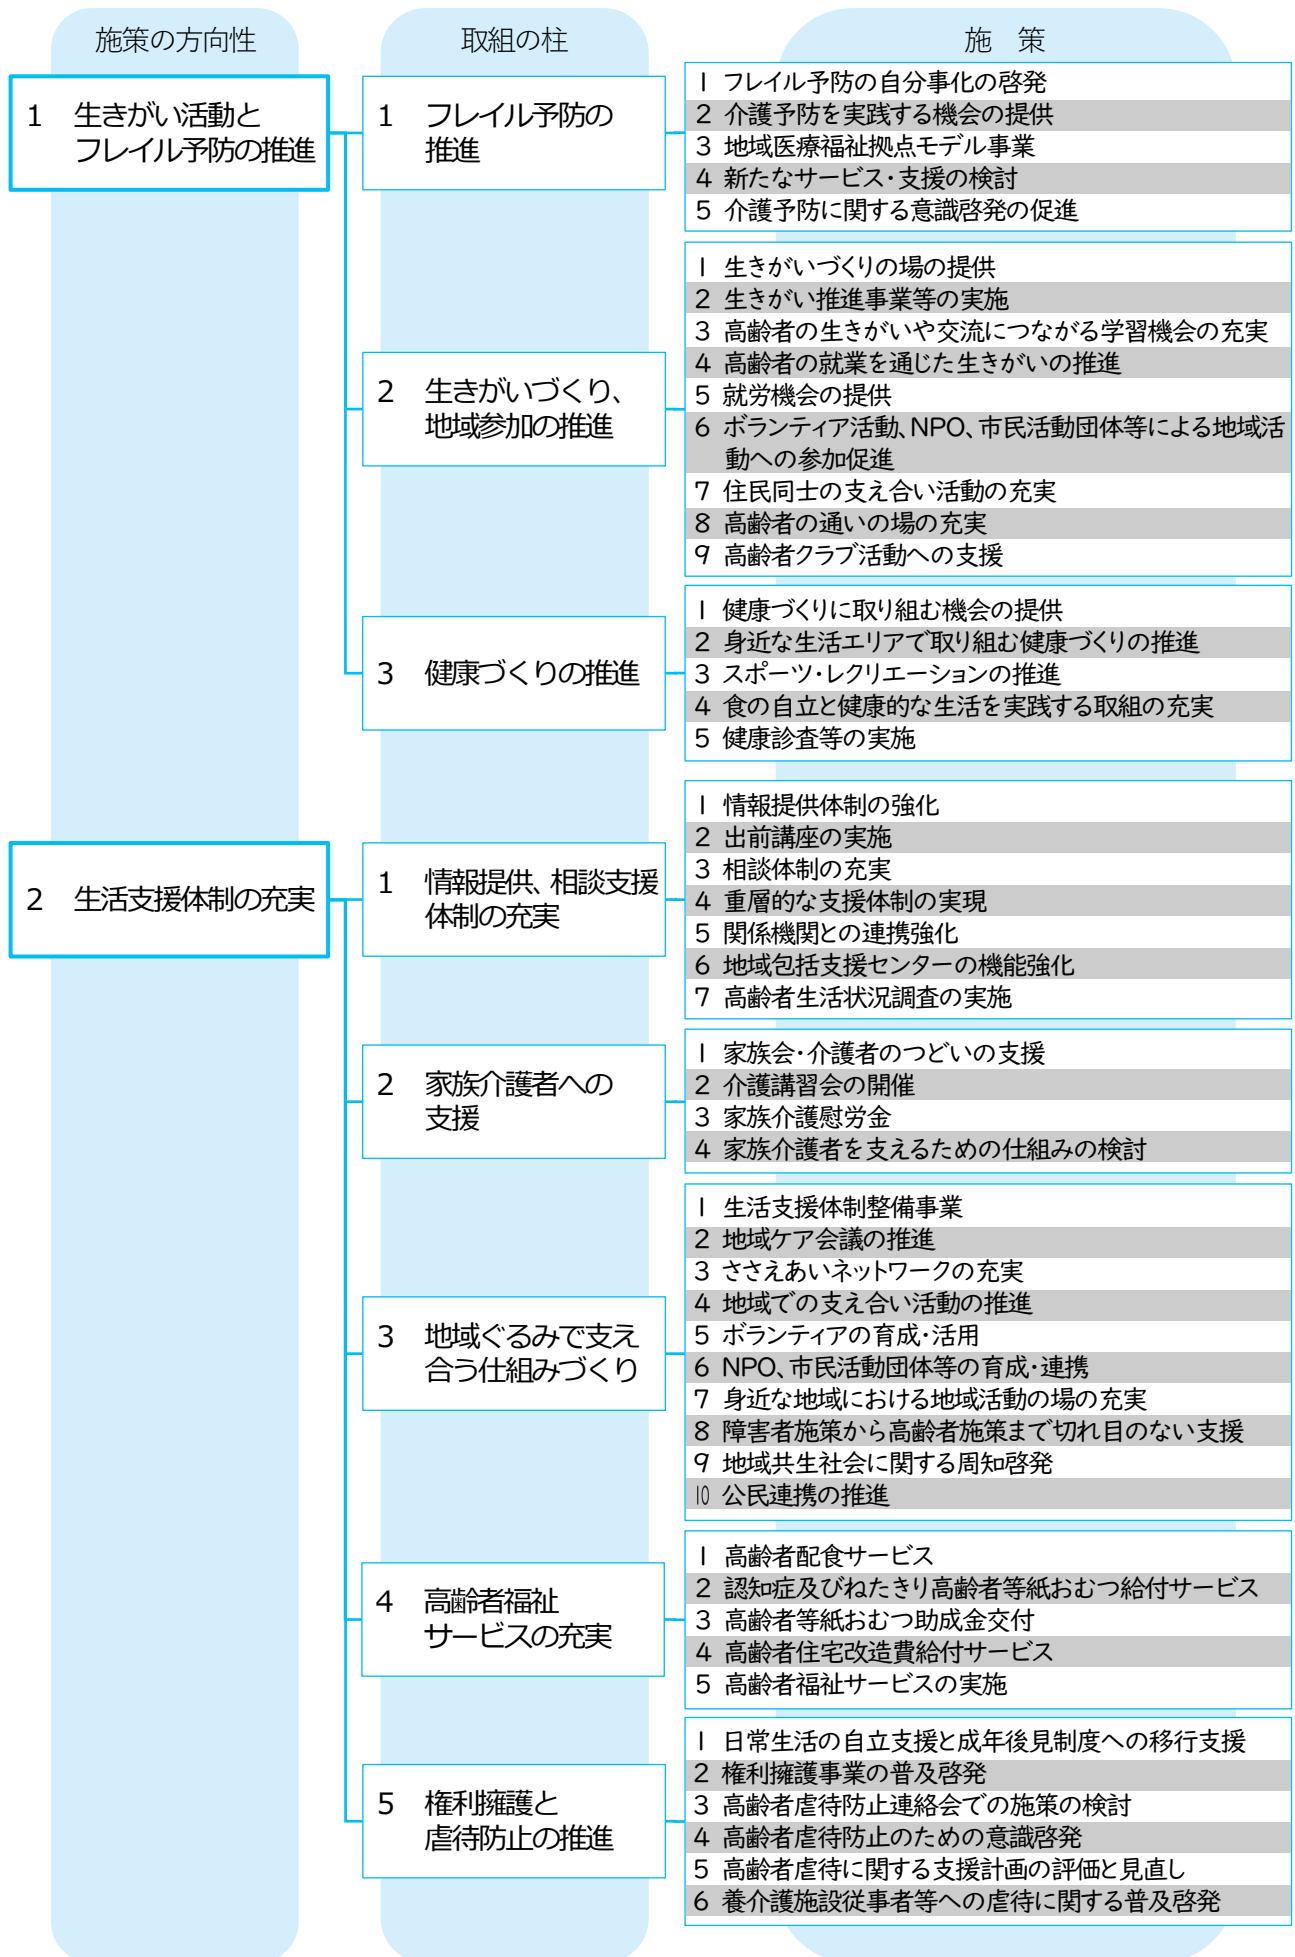 施策の方向性
取組の柱
施 策
1 生きがい活動と
フレイル予防の推進
1 フレイル予防の
推進
1 フレイル予防の自分事化の啓発
2 介護予防を実践する機会の提供
3 地域医療福祉拠点モデル事業
4 新たなサービス・支援の検討
5 介護予防に関する意識啓発の促進
2 生きがいづくり、
地域参加の推進
1 生きがいづくりの場の提供
2 生きがい推進事業等の実施
3 高齢者の生きがいや交流につながる学習機会の充実
4 高齢者の就業を通じた生きがいの推進
5 就労機会の提供
6 ボランティア活動、NPO、市民活動団体等による地域活
動への参加促進
7 住民同士の支え合い活動の充実
8 高齢者の通いの場の充実
9 高齢者クラブ活動への支援
3 健康づくりの推進
1 健康づくりに取り組む機会の提供
2 身近な生活エリアで取り組む健康づくりの推進
3 スポーツ・レクリエーションの推進
4 食の自立と健康的な生活を実践する取組の充実
5 健康診査等の実施
2 生活支援体制の充実
1 情報提供、相談支援
体制の充実
1 情報提供体制の強化
2 出前講座の実施
3 相談体制の充実
4 重層的な支援体制の実現
5 関係機関との連携強化
6 地域包括支援センターの機能強化
7 高齢者生活状況調査の実施
2 家族介護者への
支援
1 家族会・介護者のつどいの支援
2 介護講習会の開催
3 家族介護慰労金
4 家族介護者を支えるための仕組みの検討
3 地域ぐるみで支え
合う仕組みづくり
1 生活支援体制整備事業
2 地域ケア会議の推進
3 ささえあいネットワークの充実
4 地域での支え合い活動の推進
5 ボランティアの育成・活用
6 NPO、市民活動団体等の育成・連携
7 身近な地域における地域活動の場の充実
8 障害者施策から高齢者施策まで切れ目のない支援
9 地域共生社会に関する周知啓発
10 公民連携の推進
4 高齢者福祉
サービスの充実
1 高齢者配食サービス
2 認知症及びねたきり高齢者等紙おむつ給付サービス
3 高齢者等紙おむつ助成金交付
4 高齢者住宅改造費給付サービス
5 高齢者福祉サービスの実施
5 権利擁護と
虐待防止の推進
1 日常生活の自立支援と成年後見制度への移行支援
2 権利擁護事業の普及啓発
3 高齢者虐待防止連絡会での施策の検討
4 高齢者虐待防止のための意識啓発
5 高齢者虐待に関する支援計画の評価と見直し
6 養介護施設従事者等への虐待に関する普及啓発